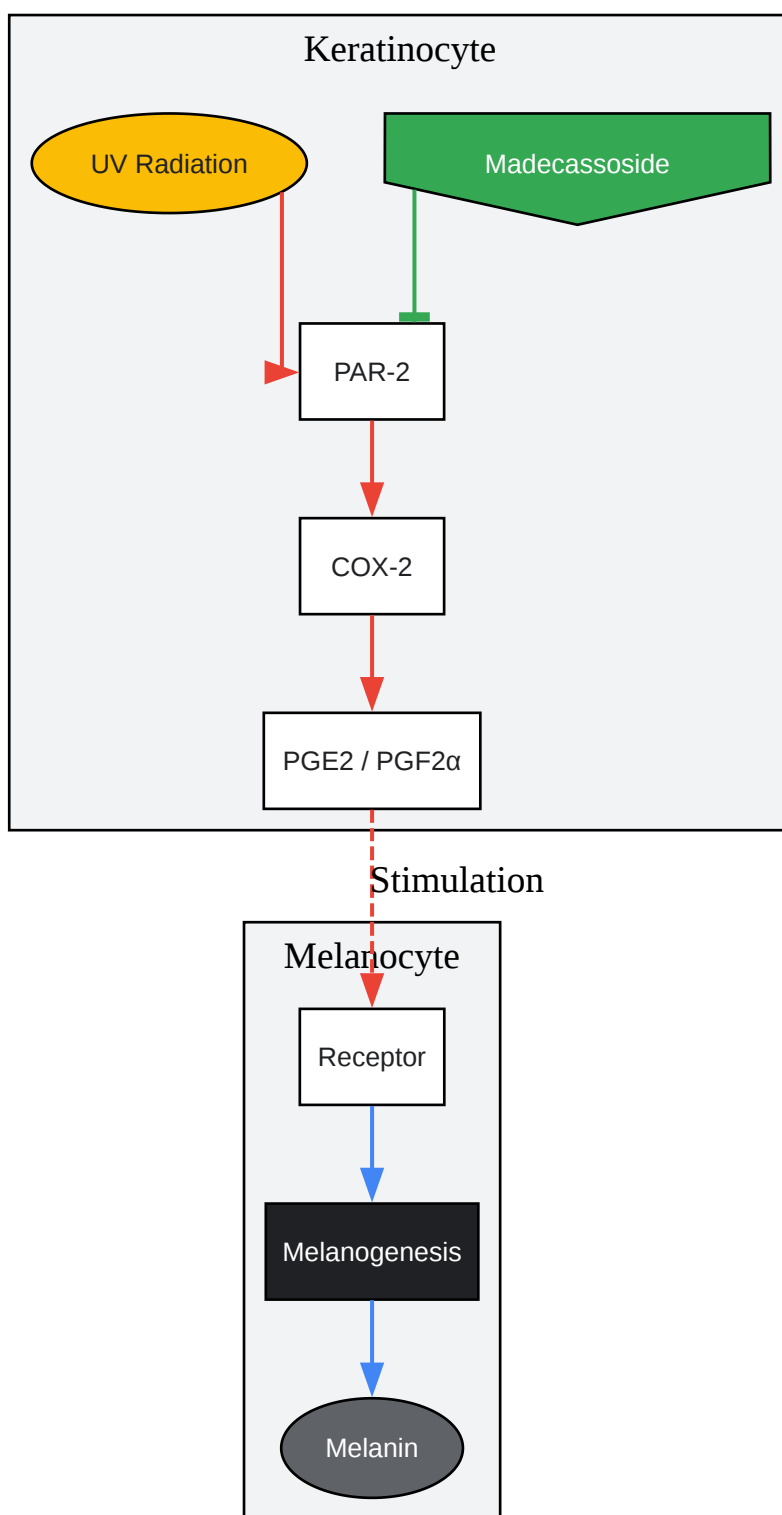 Keratinocyte
UV Radiation
Madecassoside
PAR-2
COX-2
PGE2 / PGF2α
Stimulation
Melanocyte
Receptor
Melanogenesis
Melanin